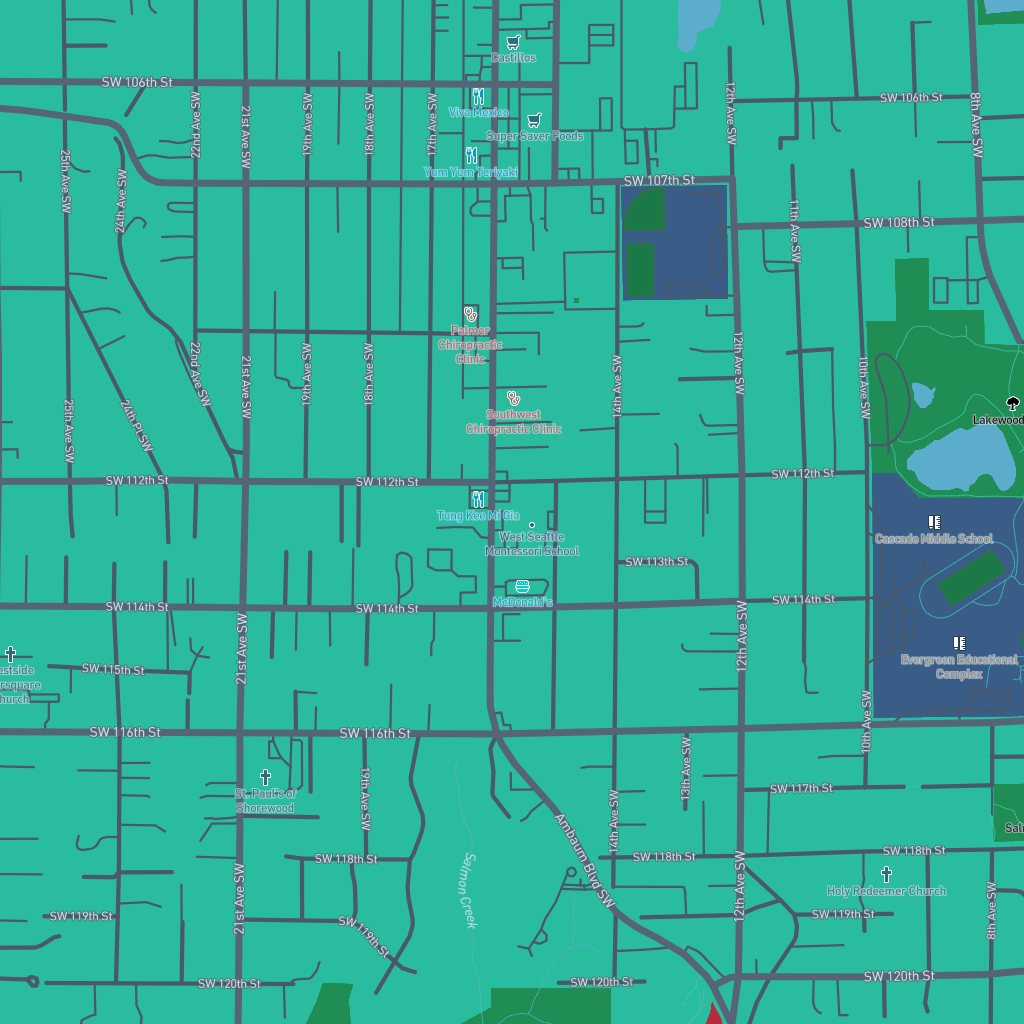 Castillos
SW 106th St
Viva Mexico
SW 106th St
Super Saver Foods
22nd Ave SW
21st Ave SW
19th Ave SW
18th Ave SW
17th Ave SW
12th Ave SW
8th Ave SW
Yum Yum Teriyaki
25th Ave SW
24th Ave SW
SW 107th St
11th Ave SW
SW 108th St
Palmer
Chiropractic
Clinic
22nd Ave SW
21st Ave SW
19th Ave SW
18th Ave SW
14th Ave SW
12th Ave SW
10th Ave SW
Southwest
Chiropractic Clinic
Lakewood
25th Ave SW
24th Pl SW
SW 112th St
SW 112th St
SW 112th St
Tung Kee Mi Gia
West Seattle
Montessori School
Cascade Middle School
SW 113th St
SW 114th St
SW 114th St
McDonald's
SW 114th St
21st Ave SW
12th Ave SW
estside
rsquare
hurch
SW 115th St
Evergreen Educational
Complex
10th Ave SW
SW 116th St
SW 116th St
St. Paul's of
Shorewood
19th Ave SW
13th Ave SW
14th Ave SW
SW 117th St
Ambaum Blvd SW
Sal
SW 118th St
SW 118th St
SW 118th St
Salmon Creek
Holy Redeemer Church
21st Ave SW
12th Ave SW
8th Ave SW
SW 119th St
SW 119th St
SW 119th St
SW 120th St
SW 120th St
SW 120th St